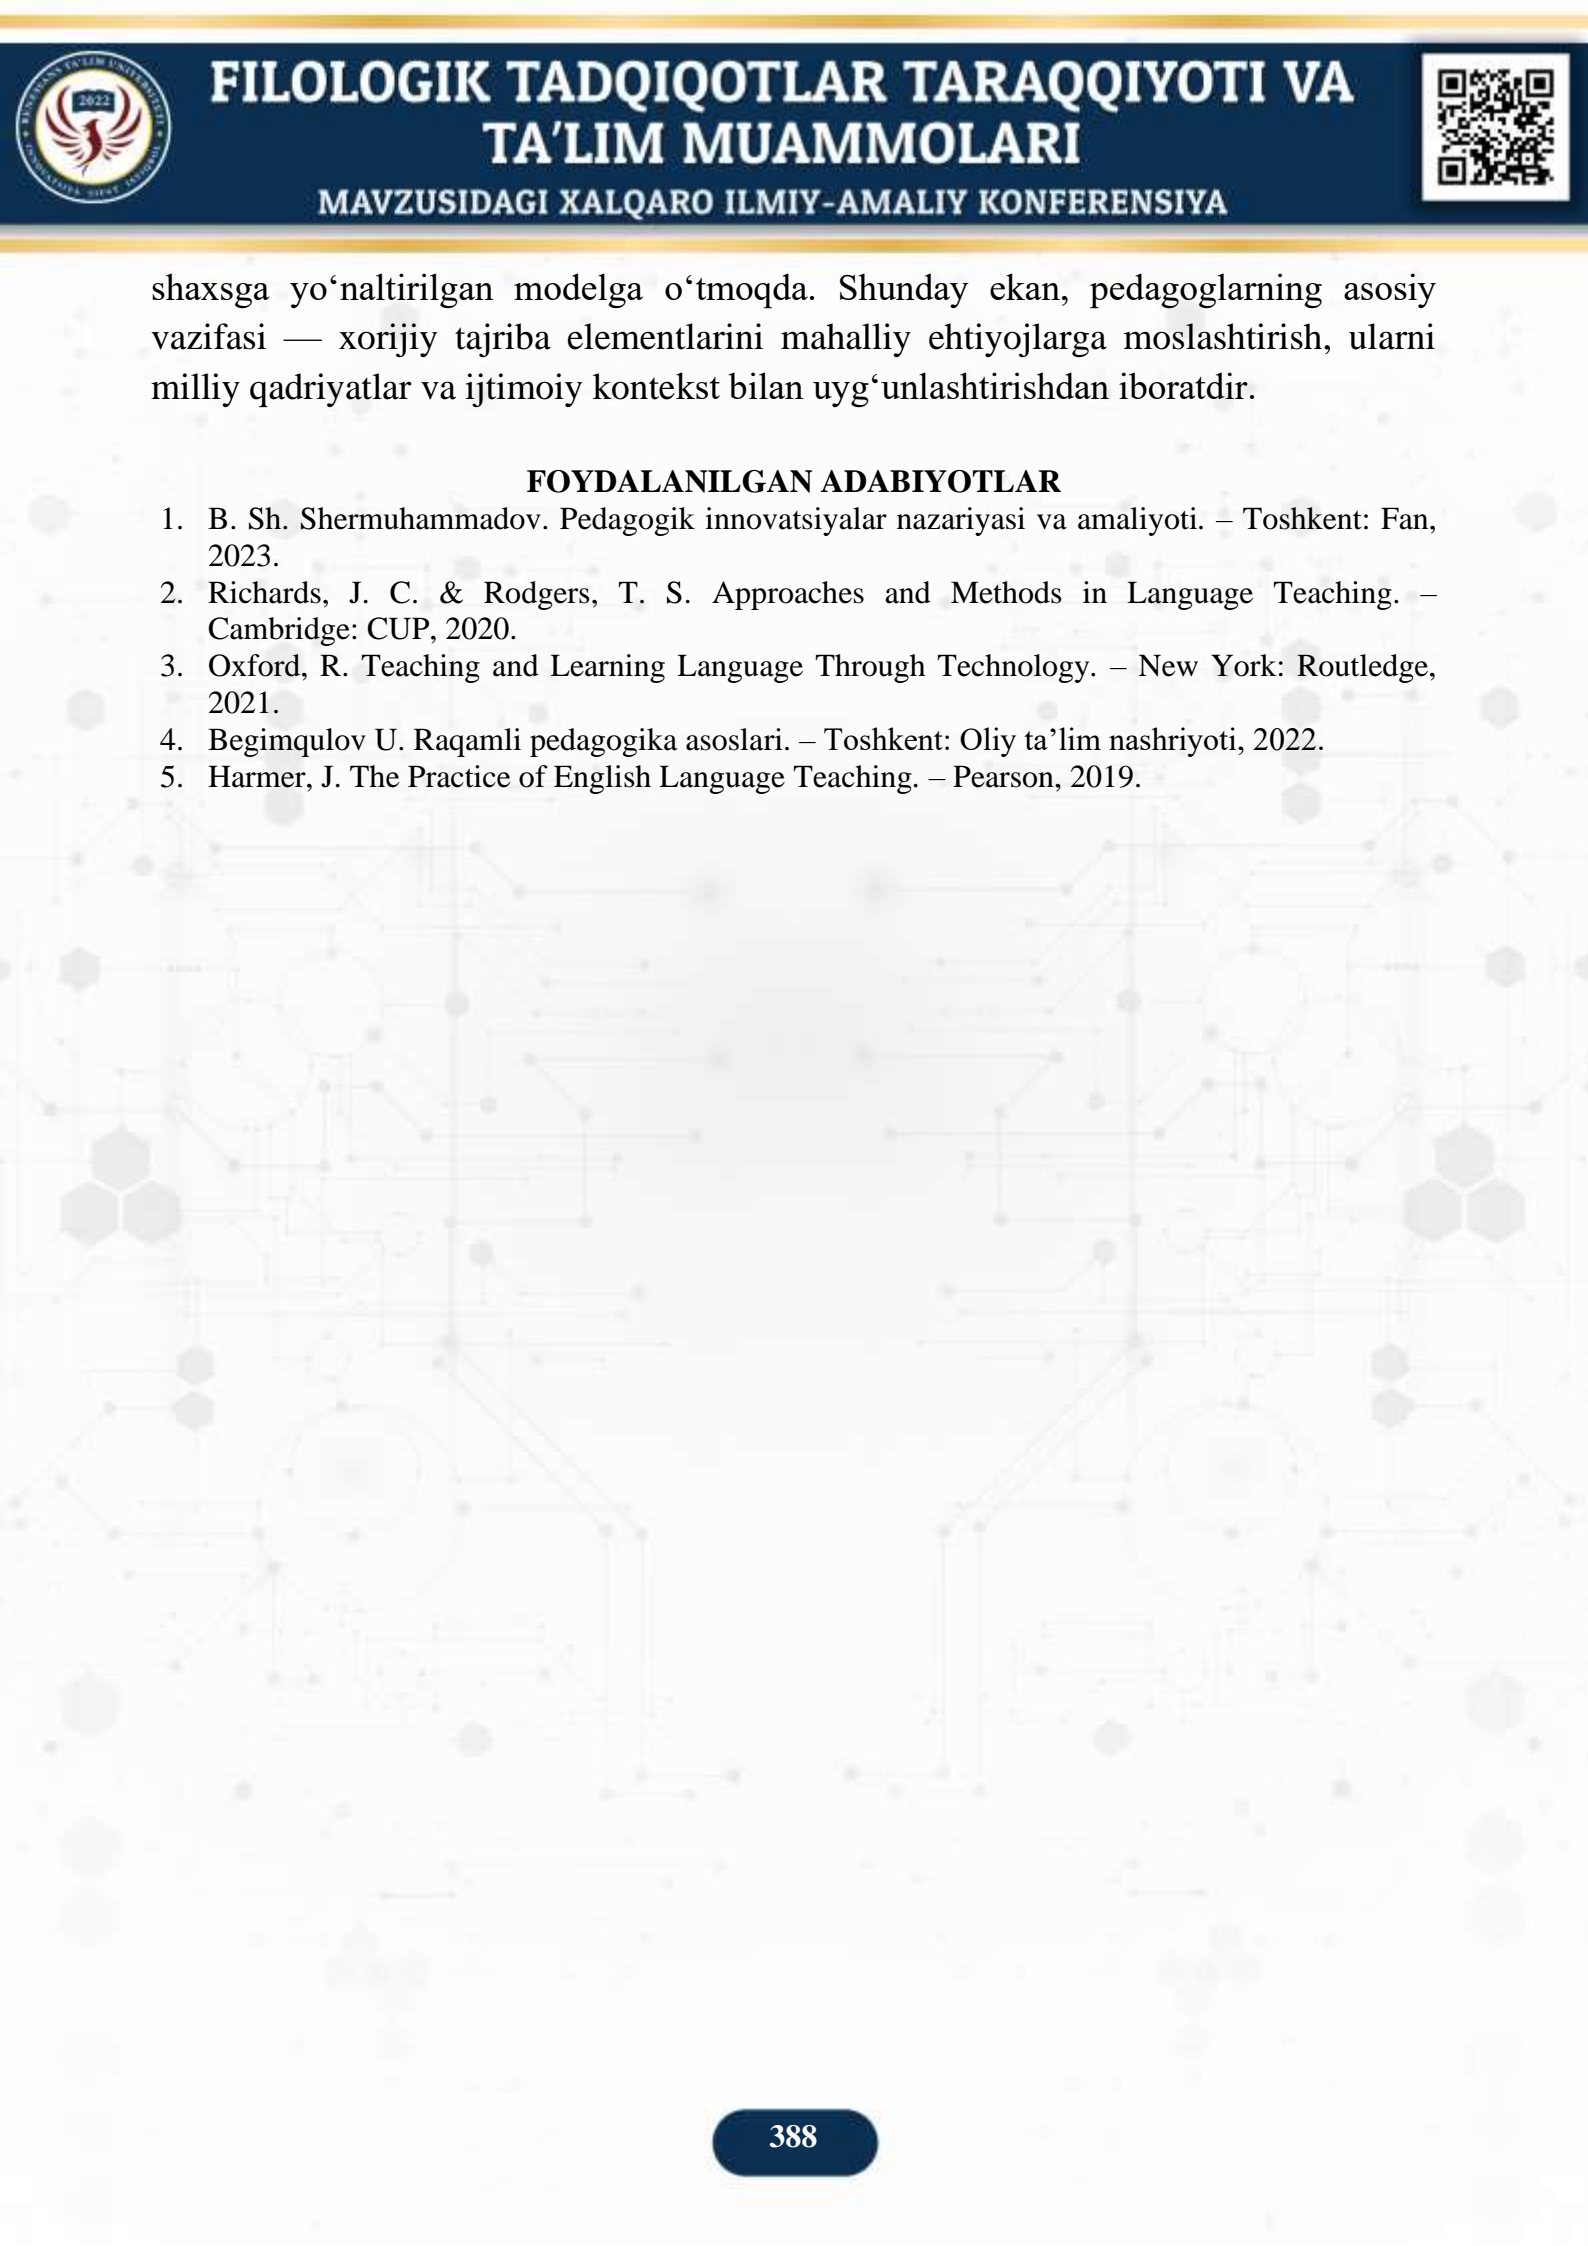 FILOLOGIK TADQIQOTLAR TARAQQIYOTI VA
TA’LIM MUAMMOLARI
MAVZUSIDAGI XALQARO ILMIY-AMALIY KONFERENSIYA
2022
shaxsga yo‘naltirilgan modelga o‘tmoqda. Shunday ekan, pedagoglarning asosiy
vazifasi — xorijiy tajriba elementlarini mahalliy ehtiyojlarga moslashtirish, ularni
milliy qadriyatlar va ijtimoiy kontekst bilan uyg‘unlashtirishdan iboratdir.
FOYDALANILGAN ADABIYOTLAR
1. B. Sh. Shermuhammadov. Pedagogik innovatsiyalar nazariyasi va amaliyoti. – Toshkent: Fan,
2023.
2. Richards, J. C. & Rodgers, T. S. Approaches and Methods in Language Teaching. –
Cambridge: CUP, 2020.
3. Oxford, R. Teaching and Learning Language Through Technology. – New York: Routledge,
2021.
4. Begimqulov U. Raqamli pedagogika asoslari. – Toshkent: Oliy ta’lim nashriyoti, 2022.
5. Harmer, J. The Practice of English Language Teaching. – Pearson, 2019.
388